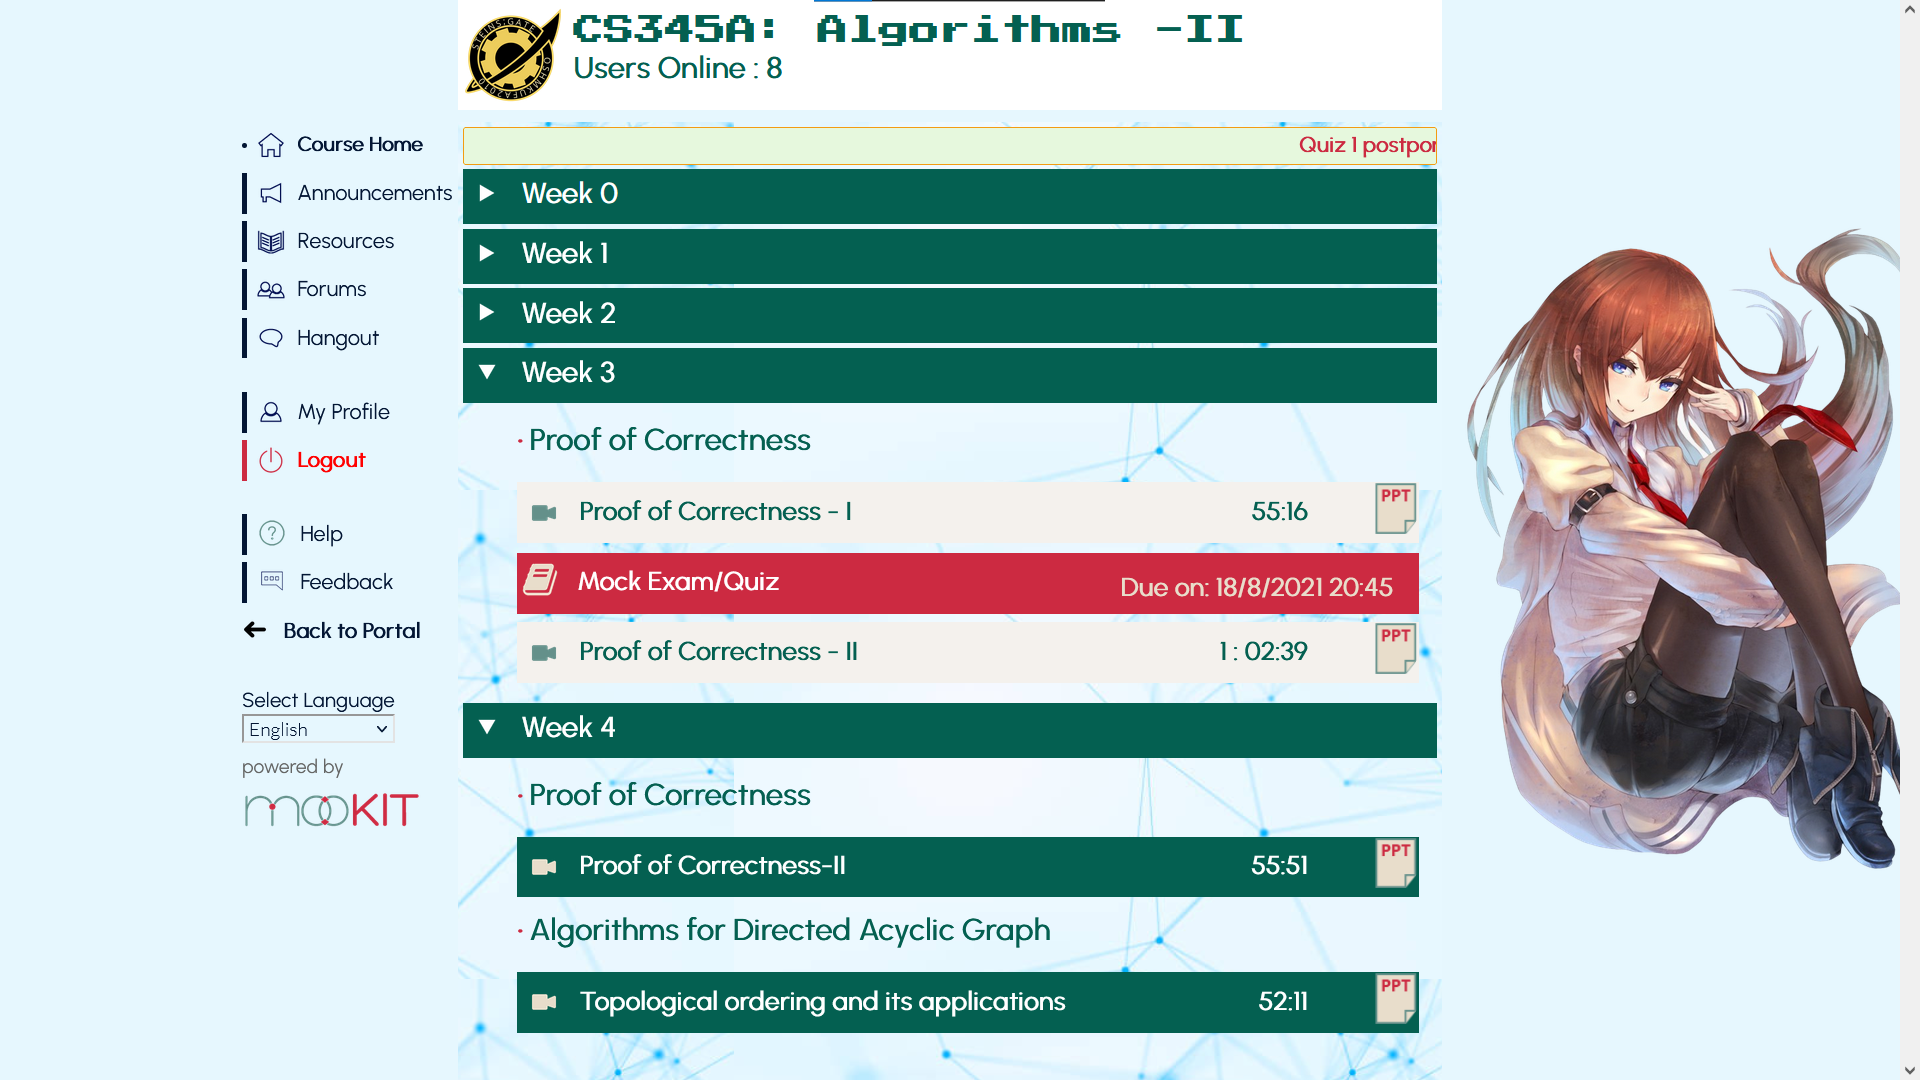 CS345A: Algorithms -II
Users Online : 8
Course Home
Announcements
Resources
Forums
Hangout
My Profile
Logout
Help
Feedback
Back to Portal
Select Language
English
powered by
mooKIT
Quiz 1 postpon
Week 0
Week 1
Week 2
Week 3
Proof of Correctness
Proof of Correctness - I 55:16 PPT
Mock Exam/Quiz Due on: 18/8/2021 20:45
Proof of Correctness - II 1 : 02:39 PPT
Week 4
Proof of Correctness
Proof of Correctness-II 55:51 PPT
Algorithms for Directed Acyclic Graph
Topological ordering and its applications 52:11 PPT